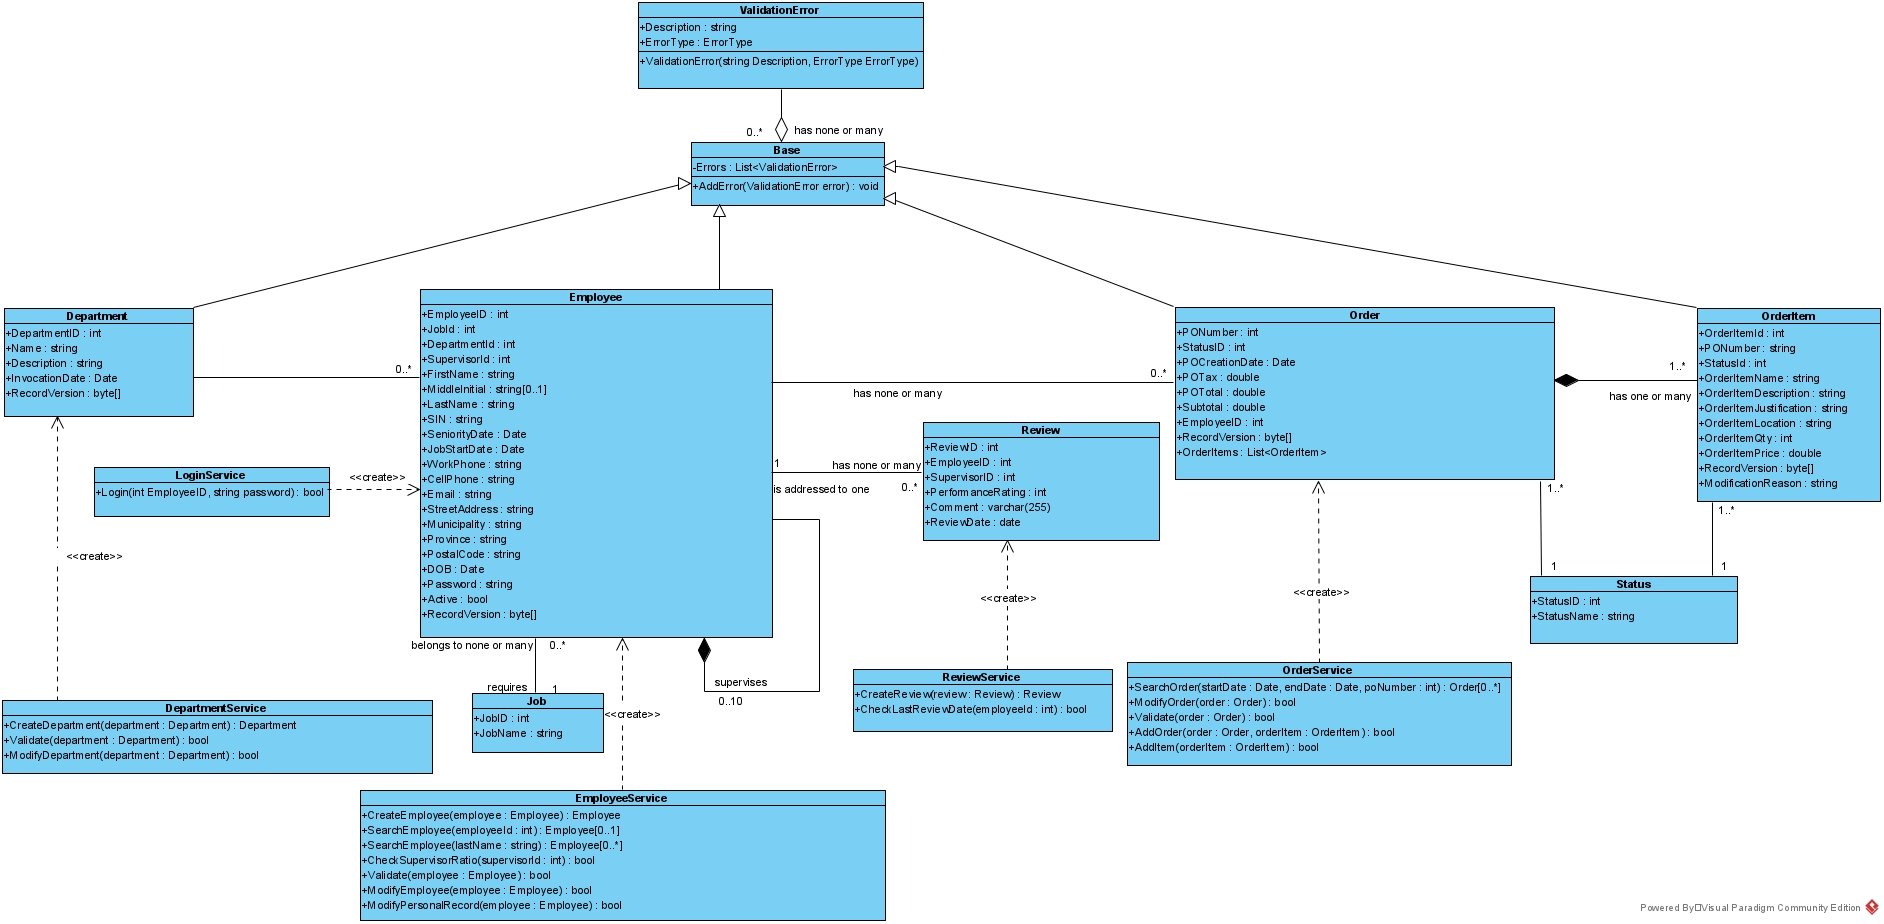 ValidationError
+Description : string
+ErrorType : ErrorType
+ValidationError(string Description, ErrorType ErrorType)
0..*
has none or many
Base
-Errors : List<ValidationError>
+AddError(ValidationError error) : void
Department
+DepartmentID : int
+Name : string
+Description : string
+InvocationDate : Date
+RecordVersion : byte[]
0..*
Employee
+EmployeeID : int
+JobId : int
+DepartmentId : int
+SupervisorId : int
+FirstName : string
+MiddleInitial : string[0..1]
+LastName : string
+SIN : string
+SeniorityDate : Date
+JobStartDate : Date
+WorkPhone : string
+CellPhone : string
+Email : string
+StreetAddress : string
+Municipality : string
+Province : string
+PostalCode : string
+DOB : Date
+Password : string
+Active : bool
+RecordVersion : byte[]
0..*
has none or many
Order
+PONumber : int
+StatusID : int
+POCreationDate : Date
+POTax : double
+POTotal : double
+Subtotal : double
+EmployeeID : int
+RecordVersion : byte[]
+OrderItems : List<OrderItem>
1..*
has one or many
OrderItem
+OrderItemId : int
+PONumber : string
+StatusId : int
+OrderItemName : string
+OrderItemDescription : string
+OrderItemJustification : string
+OrderItemLocation : string
+OrderItemQty : int
+OrderItemPrice : double
+RecordVersion : byte[]
+ModificationReason : string
Review
+ReviewID : int
+EmployeeID : int
+SupervisorID : int
+PerformanceRating : int
+Comment : varchar(255)
+ReviewDate : date
1
has none or many
is addressed to one
0..*
LoginService
+Login(int EmployeeID, string password) : bool
<<create>>
<<create>>
1..*
1
1..*
1
Status
+StatusID : int
+StatusName : string
<<create>>
<<create>>
belongs to none or many
0..*
requires
1
Job
+JobID : int
+JobName : string
<<create>>
supervises
0..10
ReviewService
+CreateReview(review : Review) : Review
+CheckLastReviewDate(employeeId : int) : bool
OrderService
+SearchOrder(startDate : Date, endDate : Date, poNumber : int) : Order[0..*]
+ModifyOrder(order : Order) : bool
+Validate(order : Order) : bool
+AddOrder(order : Order, orderItem : OrderItem) : bool
+AddItem(orderItem : OrderItem) : bool
DepartmentService
+CreateDepartment(department : Department) : Department
+Validate(department : Department) : bool
+ModifyDepartment(department : Department) : bool
EmployeeService
+CreateEmployee(employee : Employee) : Employee
+SearchEmployee(employeeId : int) : Employee[0..1]
+SearchEmployee(lastName : string) : Employee[0..*]
+CheckSupervisorRatio(supervisorId : int) : bool
+Validate(employee : Employee) : bool
+ModifyEmployee(employee : Employee) : bool
+ModifyPersonalRecord(employee : Employee) : bool
Powered By Visual Paradigm Community Edition